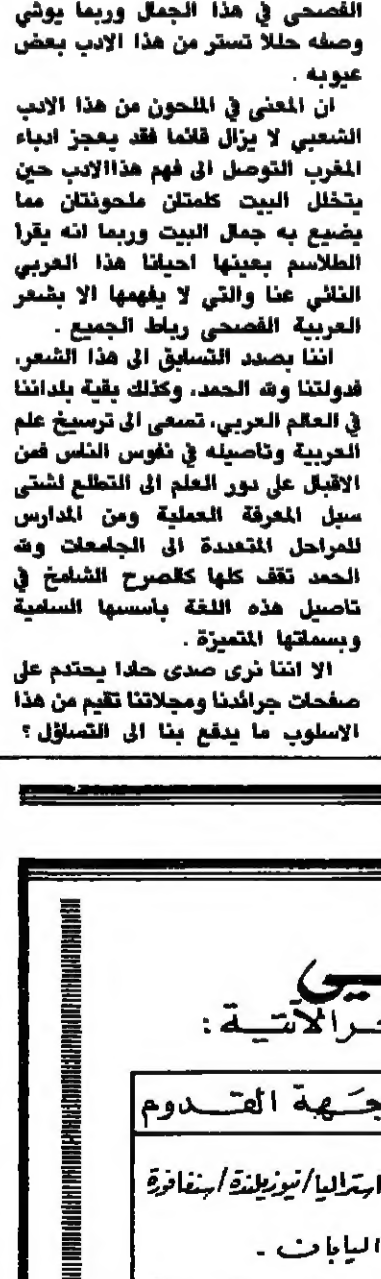 الفصحى في هذا الجمال وربما يوشي
وصفه حللا تستر من هذا الادب بعض
عيوبه .
ان المعنى في الملحون من هذا الادب
الشعبي لا يزال قائما فقد يعجز ادباء
المغرب التوصل الى فهم هذاالادب حين
يتخلل البيت كلمتان ملحونتان مما
يضيع به جمال البيت وربما انه يقرا
الطلاسم بعينها احيانا هذا العربي
النائي عنا والتي لا يفهمها الا بشعر
العربية الفصحى رباط الجميع .
اننا بصدد التسابق الى هذا الشعر،
فدولتنا وله الحمد، وكذلك بقية بلداننا
في العالم العربي، تسعى الى ترسيخ علم
العربية وتاصيله في نفوس الناس فمن
الاقبال على دور العلم الى التطلع لشتى
سبل المعرفة العملية ومن المدارس
للمراحل المتعددة الى الجامعات وله
الحمد تقف كلها كالصرح الشامخ في
تاصيل هذه اللغة باسسها السامية
وبسماتها المتميزة .
الا اننا نرى صدى حادا يحتدم على
صفحات جرائدنا ومجلاتنا تقيم من هذا
الاسلوب ما يدفع بنا الى التساؤل ؟
الآتية :
جهة القدوم
استراليا/نيوزيلندة/سنغافورة
اليابان -